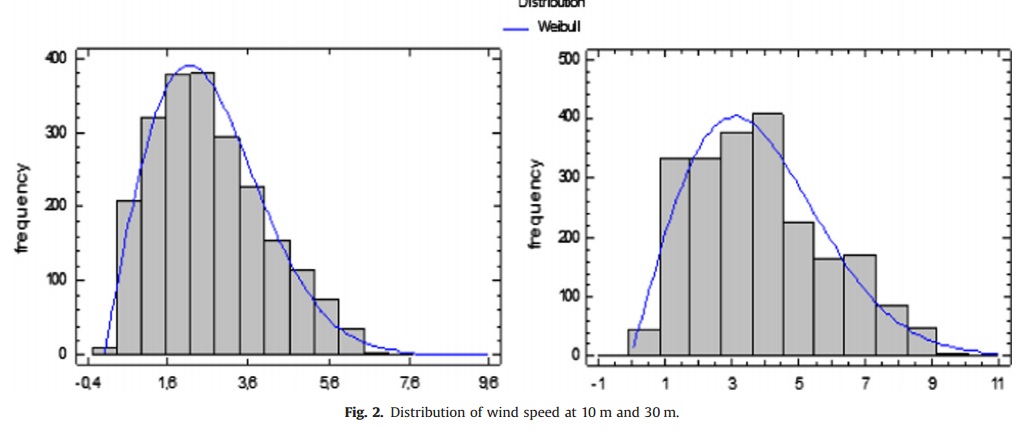 Distribution
Weibull
400
300
200
100
0
frequency
-0,4 1,6 3,6 5,6 7,6 9,6
500
400
300
200
100
0
frequency
-1 1 3 5 7 9 11
Fig. 2. Distribution of wind speed at 10 m and 30 m.